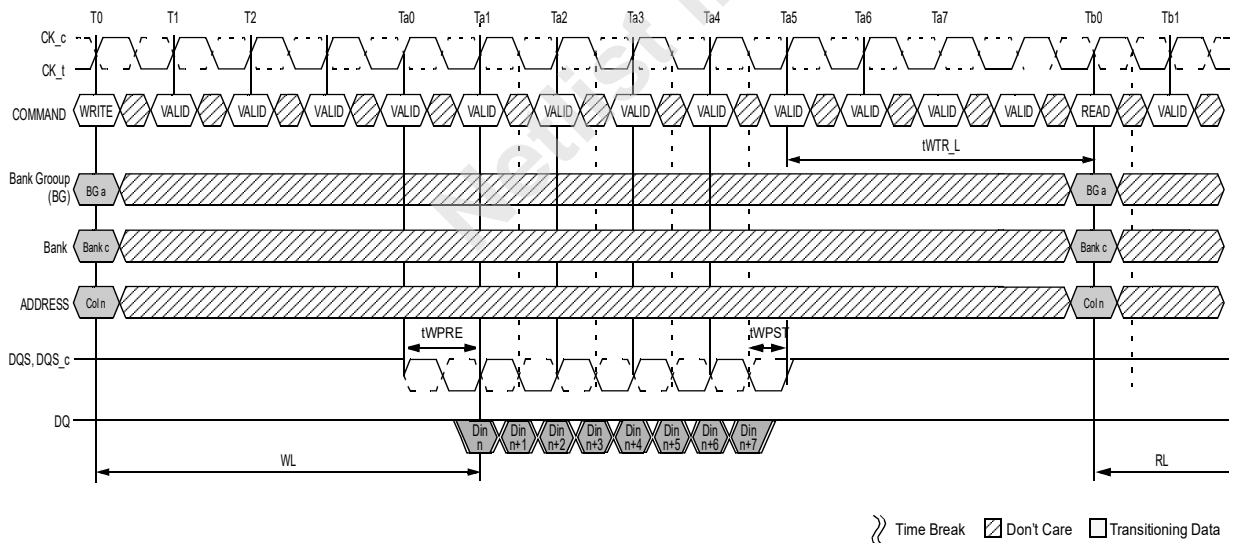 T0 T1 T2 Ta0 Ta1 Ta2 Ta3 Ta4 Ta5 Ta6 Ta7 Tb0 Tb1
CK_c
CK_t
COMMAND WRITE VALID VALID VALID VALID VALID VALID VALID VALID VALID VALID VALID VALID READ VALID
tWTR_L
Bank Grooup
(BG) BG a BG a
Bank Bank c Bank c
ADDRESS Col n Col n
tWPRE tWPST
DQS, DQS_c
DQ
Din n Din n+1 Din n+2 Din n+3 Din n+4 Din n+5 Din n+6 Din n+7
WL RL
Time Break Don't Care Transitioning Data
Netlist